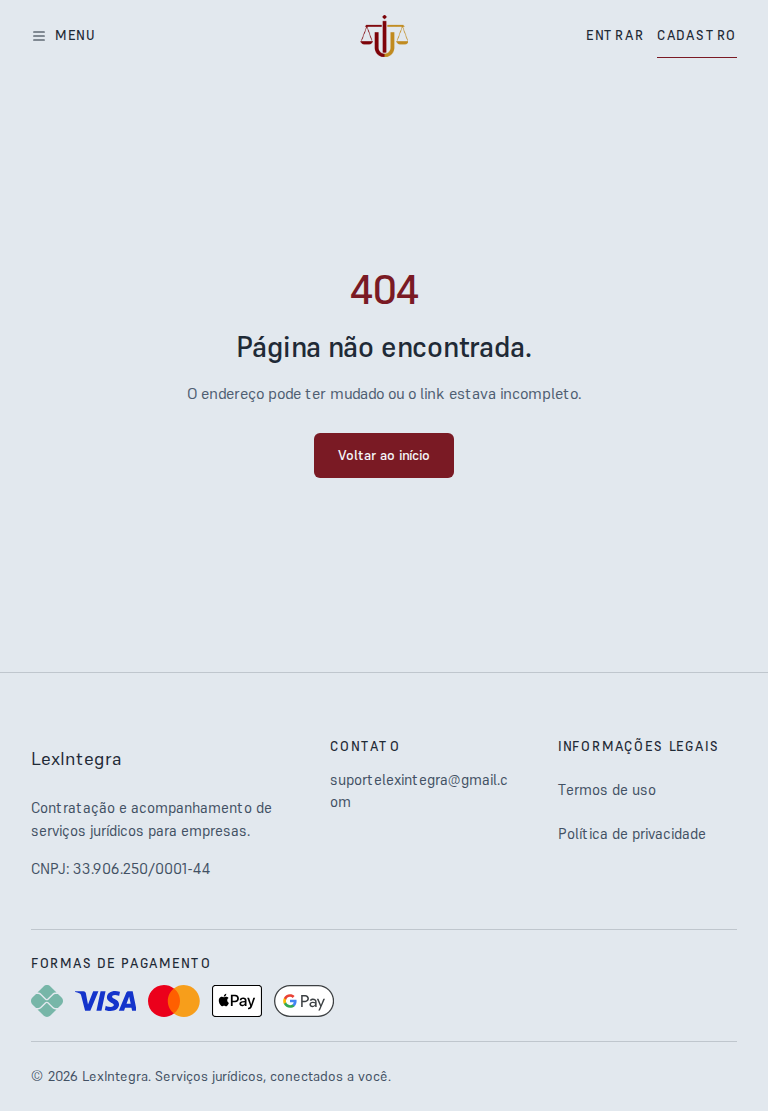 MENU
ENTRAR
CADASTRO
404
Página não encontrada.
O endereço pode ter mudado ou o link estava incompleto.
Voltar ao início
LexIntegra
Contratação e acompanhamento de
serviços jurídicos para empresas.
CNPJ: 33.906.250/0001-44
CONTATO
suportelexintegra@gmail.c
om
INFORMAÇÕES LEGAIS
Termos de uso
Política de privacidade
FORMAS DE PAGAMENTO
VISA
Pay
G Pay
© 2026 LexIntegra. Serviços jurídicos, conectados a você.